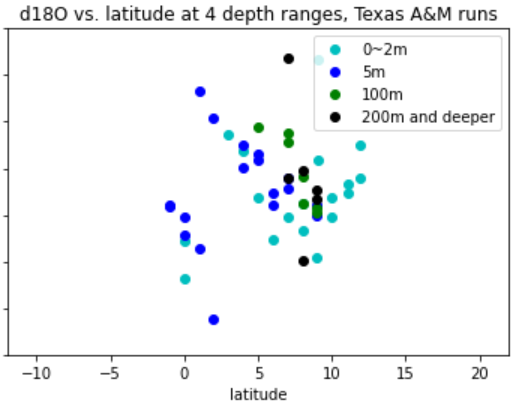 d18O vs. latitude at 4 depth ranges, Texas A&M runs
0~2m
5m
100m
200m and deeper
−10
−5
0
5
10
15
20
latitude